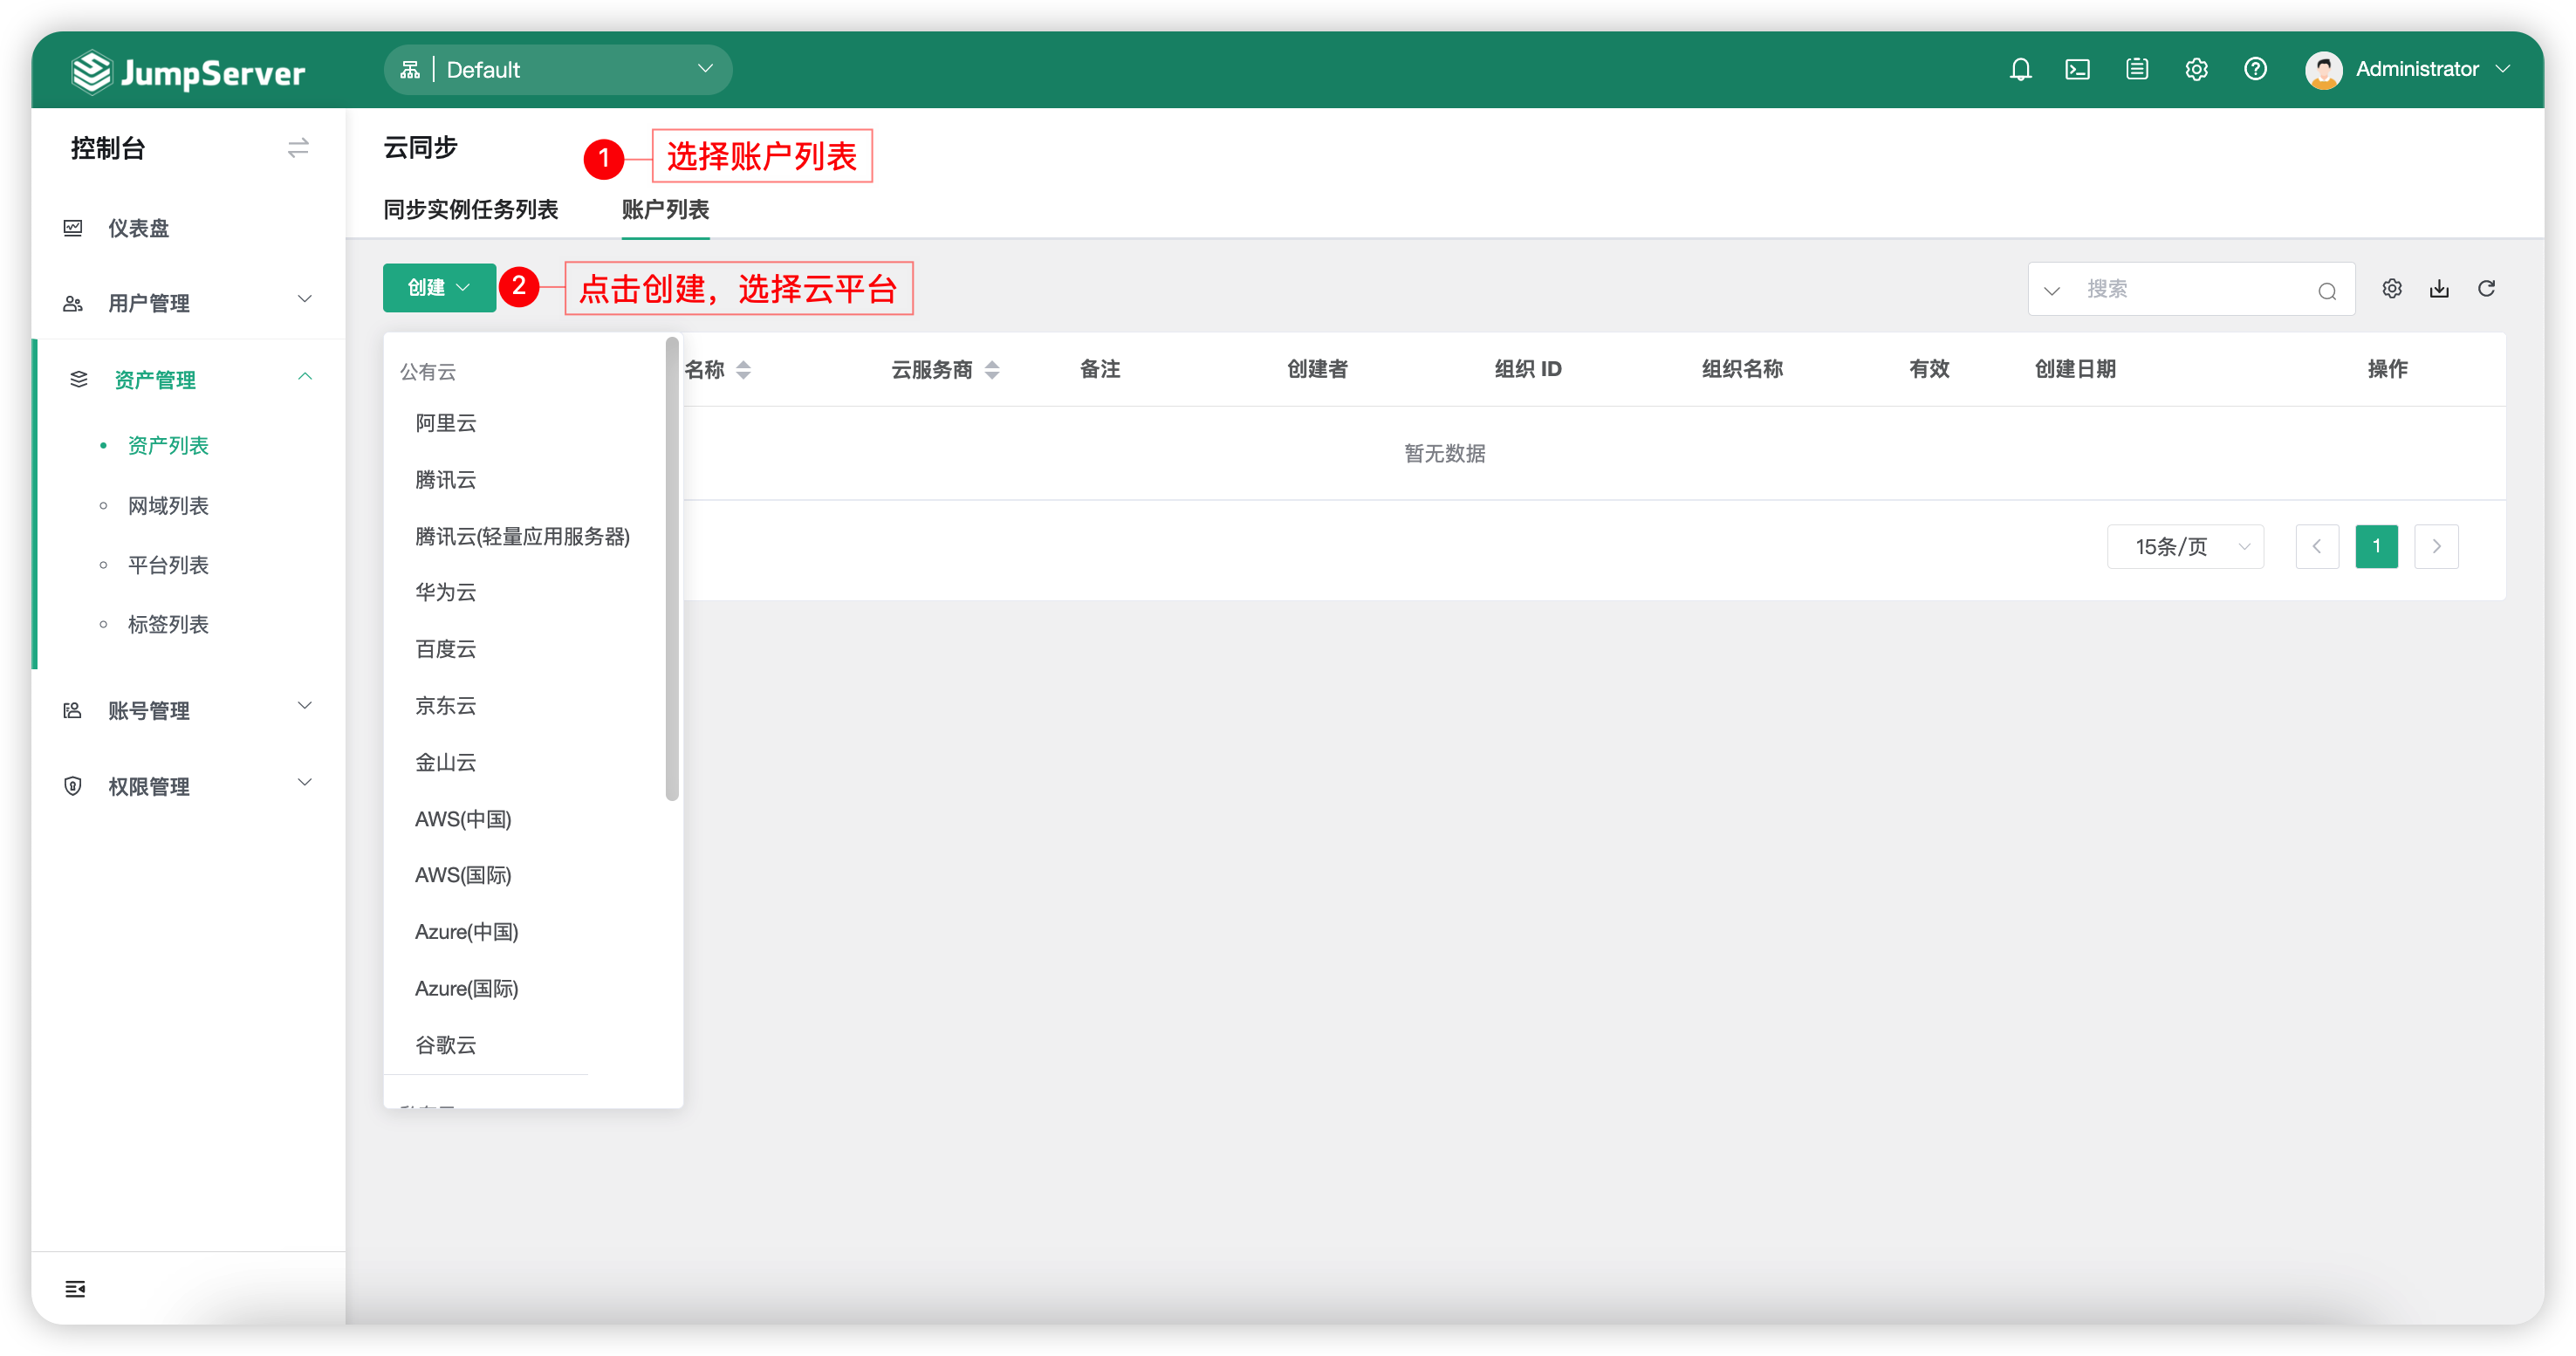 JumpServer
Default
Administrator
控制台
仪表盘
用户管理
资产管理
资产列表
网域列表
平台列表
标签列表
账号管理
权限管理
云同步
1 选择账户列表
同步实例任务列表 账户列表
创建 2 点击创建，选择云平台
搜索
名称 云服务商 备注 创建者 组织 ID 组织名称 有效 创建日期 操作
暂无数据
15条/页 1
公有云
阿里云
腾讯云
腾讯云(轻量应用服务器)
华为云
百度云
京东云
金山云
AWS(中国)
AWS(国际)
Azure(中国)
Azure(国际)
谷歌云